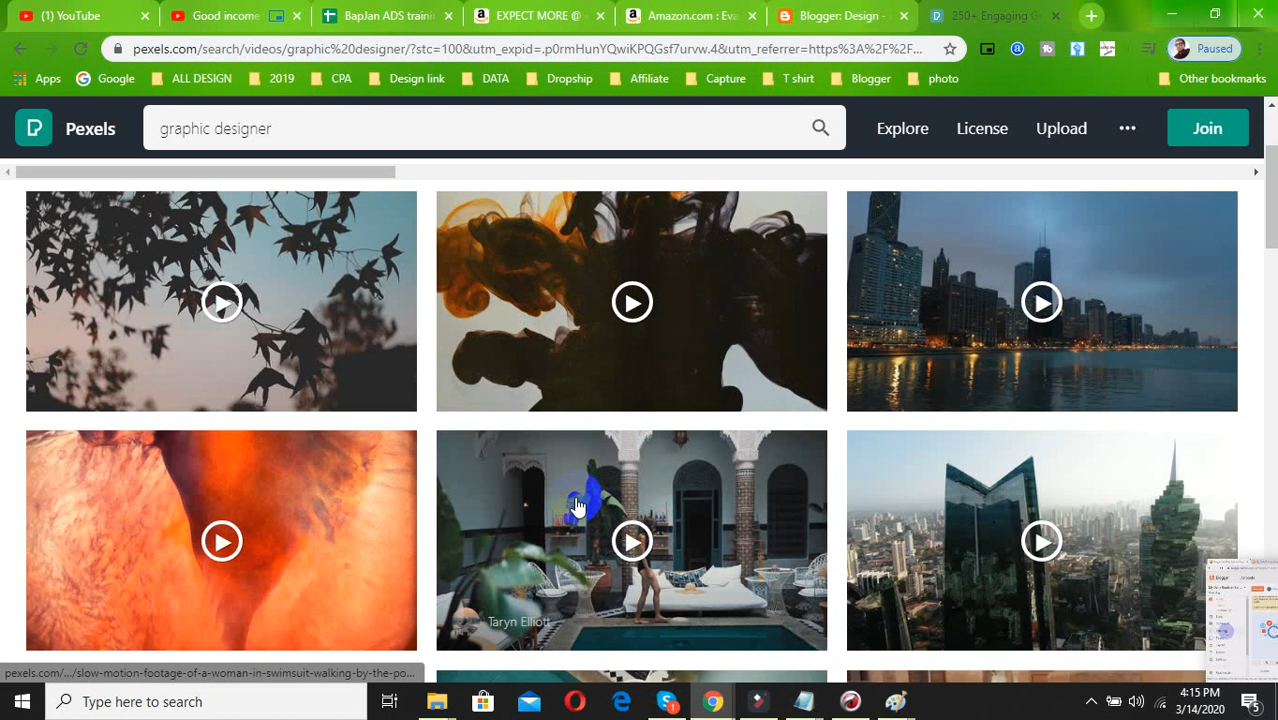 (1) YouTube
Good income
BapJan ADS traini
EXPECT MORE @
Amazon.com : Eva
Blogger: Design -
250+ Engaging G
pexels.com/search/videos/graphic%20designer/?stc=100&utm_expid=.p0rmHunYQwiKPQGsf7urvw.4&utm_referrer=https%3A%2F%2F...
Paused
Apps
Google
ALL DESIGN
2019
CPA
Design link
DATA
Dropship
Affiliate
Capture
T shirt
Blogger
photo
Other bookmarks
Pexels
graphic designer
Explore
License
Upload
Join
Taryn Elliott
pexels.com/.../slow-motion-footage-of-a-woman-in-swimsuit-walking-by-the-po...
Type here to search
1
4:15 PM
3/14/2020
5